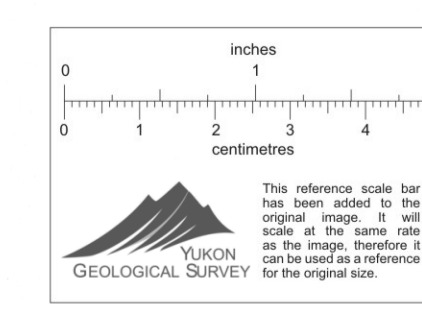 inches
0 1
0 1 2 3 4
centimetres
This reference scale bar
has been added to the
original image. It will
scale at the same rate
as the image, therefore it
can be used as a reference
for the original size.
YUKON
GEOLOGICAL SURVEY